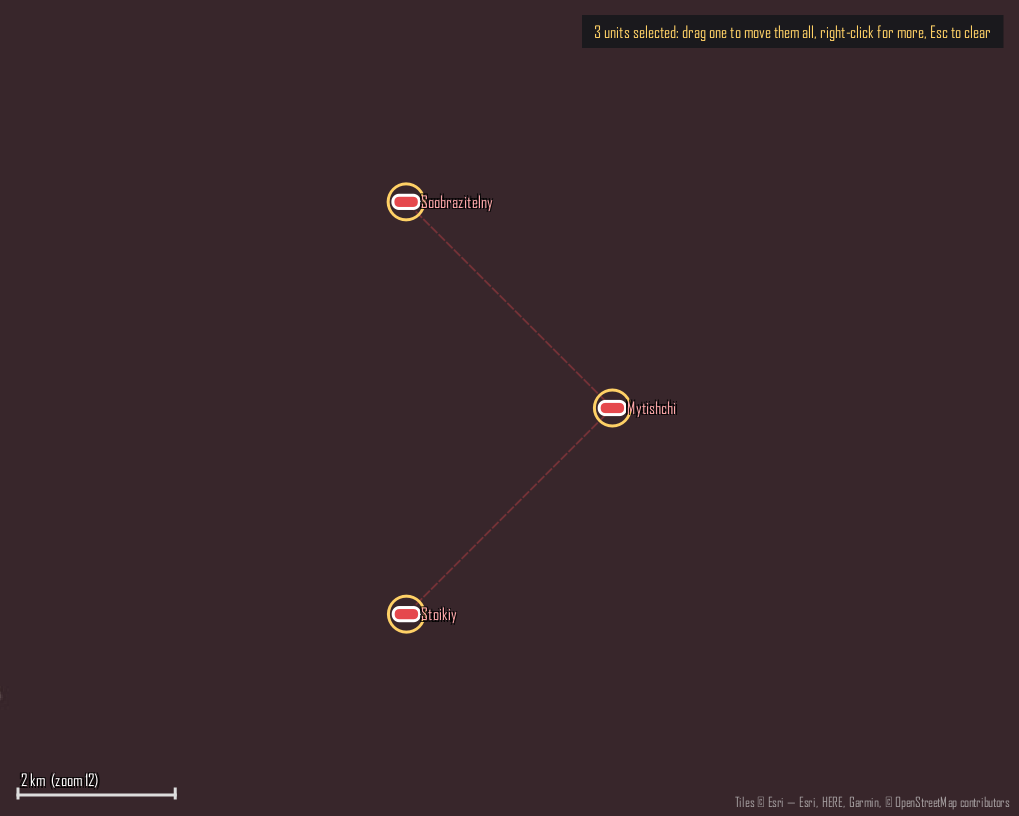 3 units selected: drag one to move them all, right-click for more, Esc to clear
Soobrazitelny
Mytishchi
Stoikiy
2 km (zoom 12)
Tiles © Esri — Esri, HERE, Garmin, © OpenStreetMap contributors